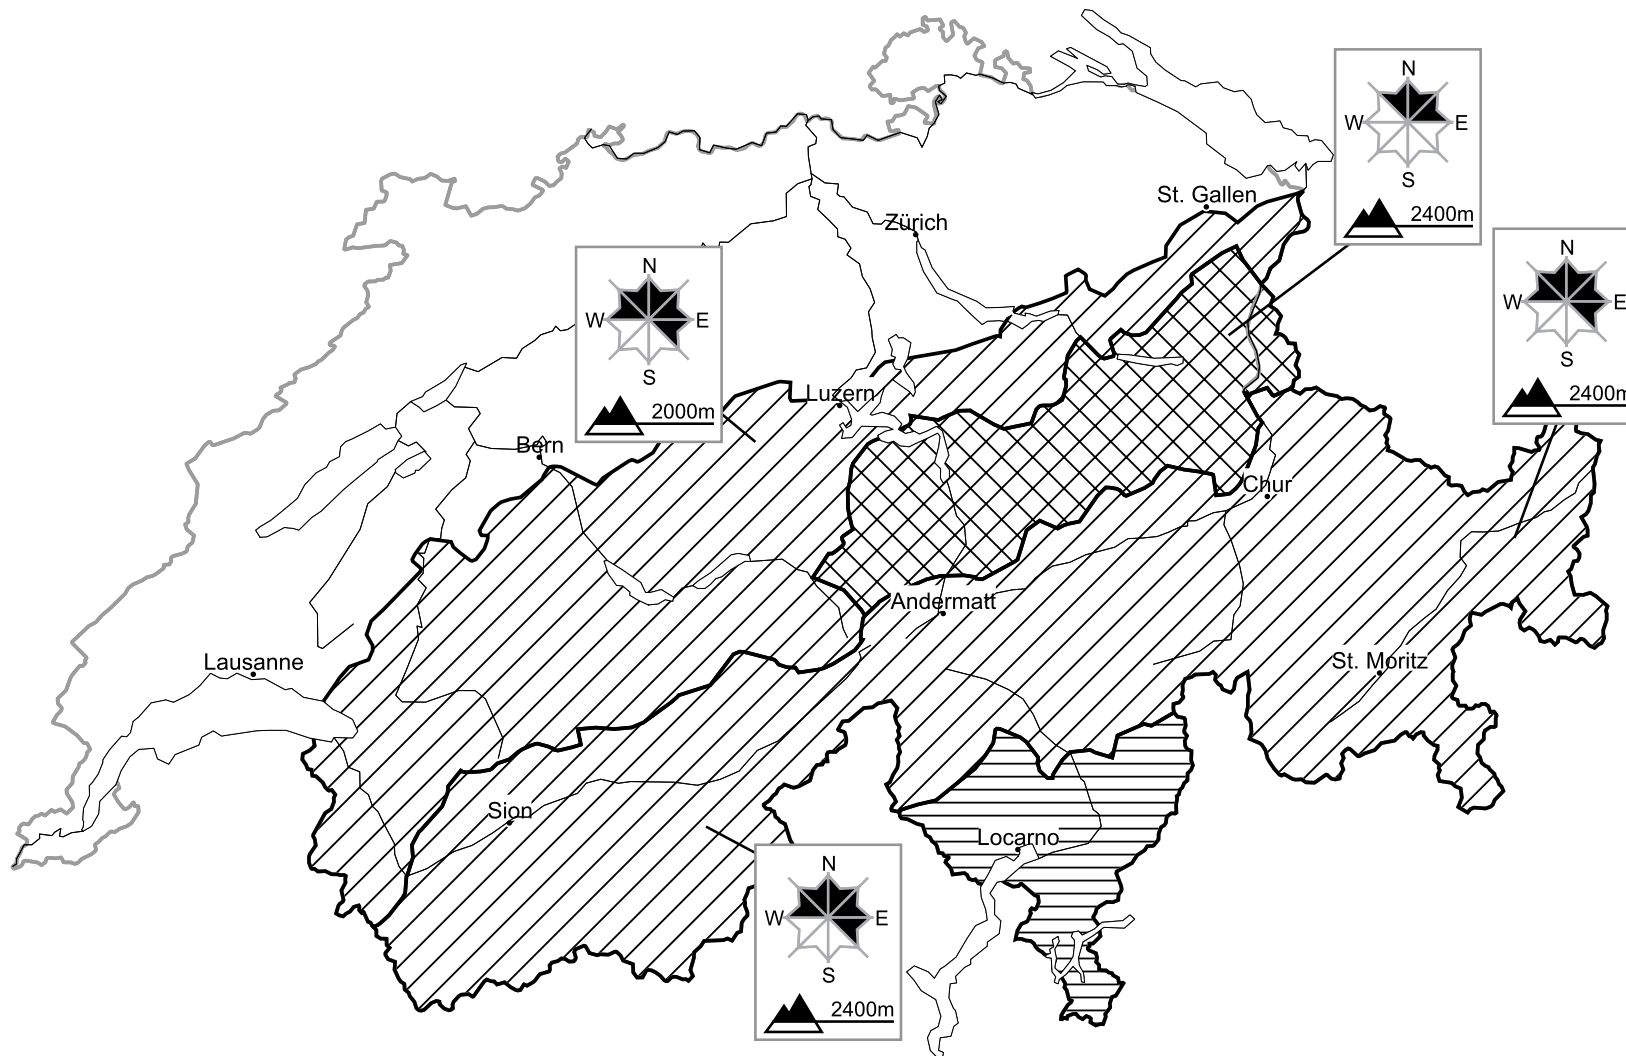 N
W E
S
2400m
St. Gallen
Zürich
N
W E
S
2400m
N
W E
S
2000m
Luzern
Bern
Chur
Andermatt
Lausanne
St. Moritz
Sion
Locarno
N
W E
S
2400m